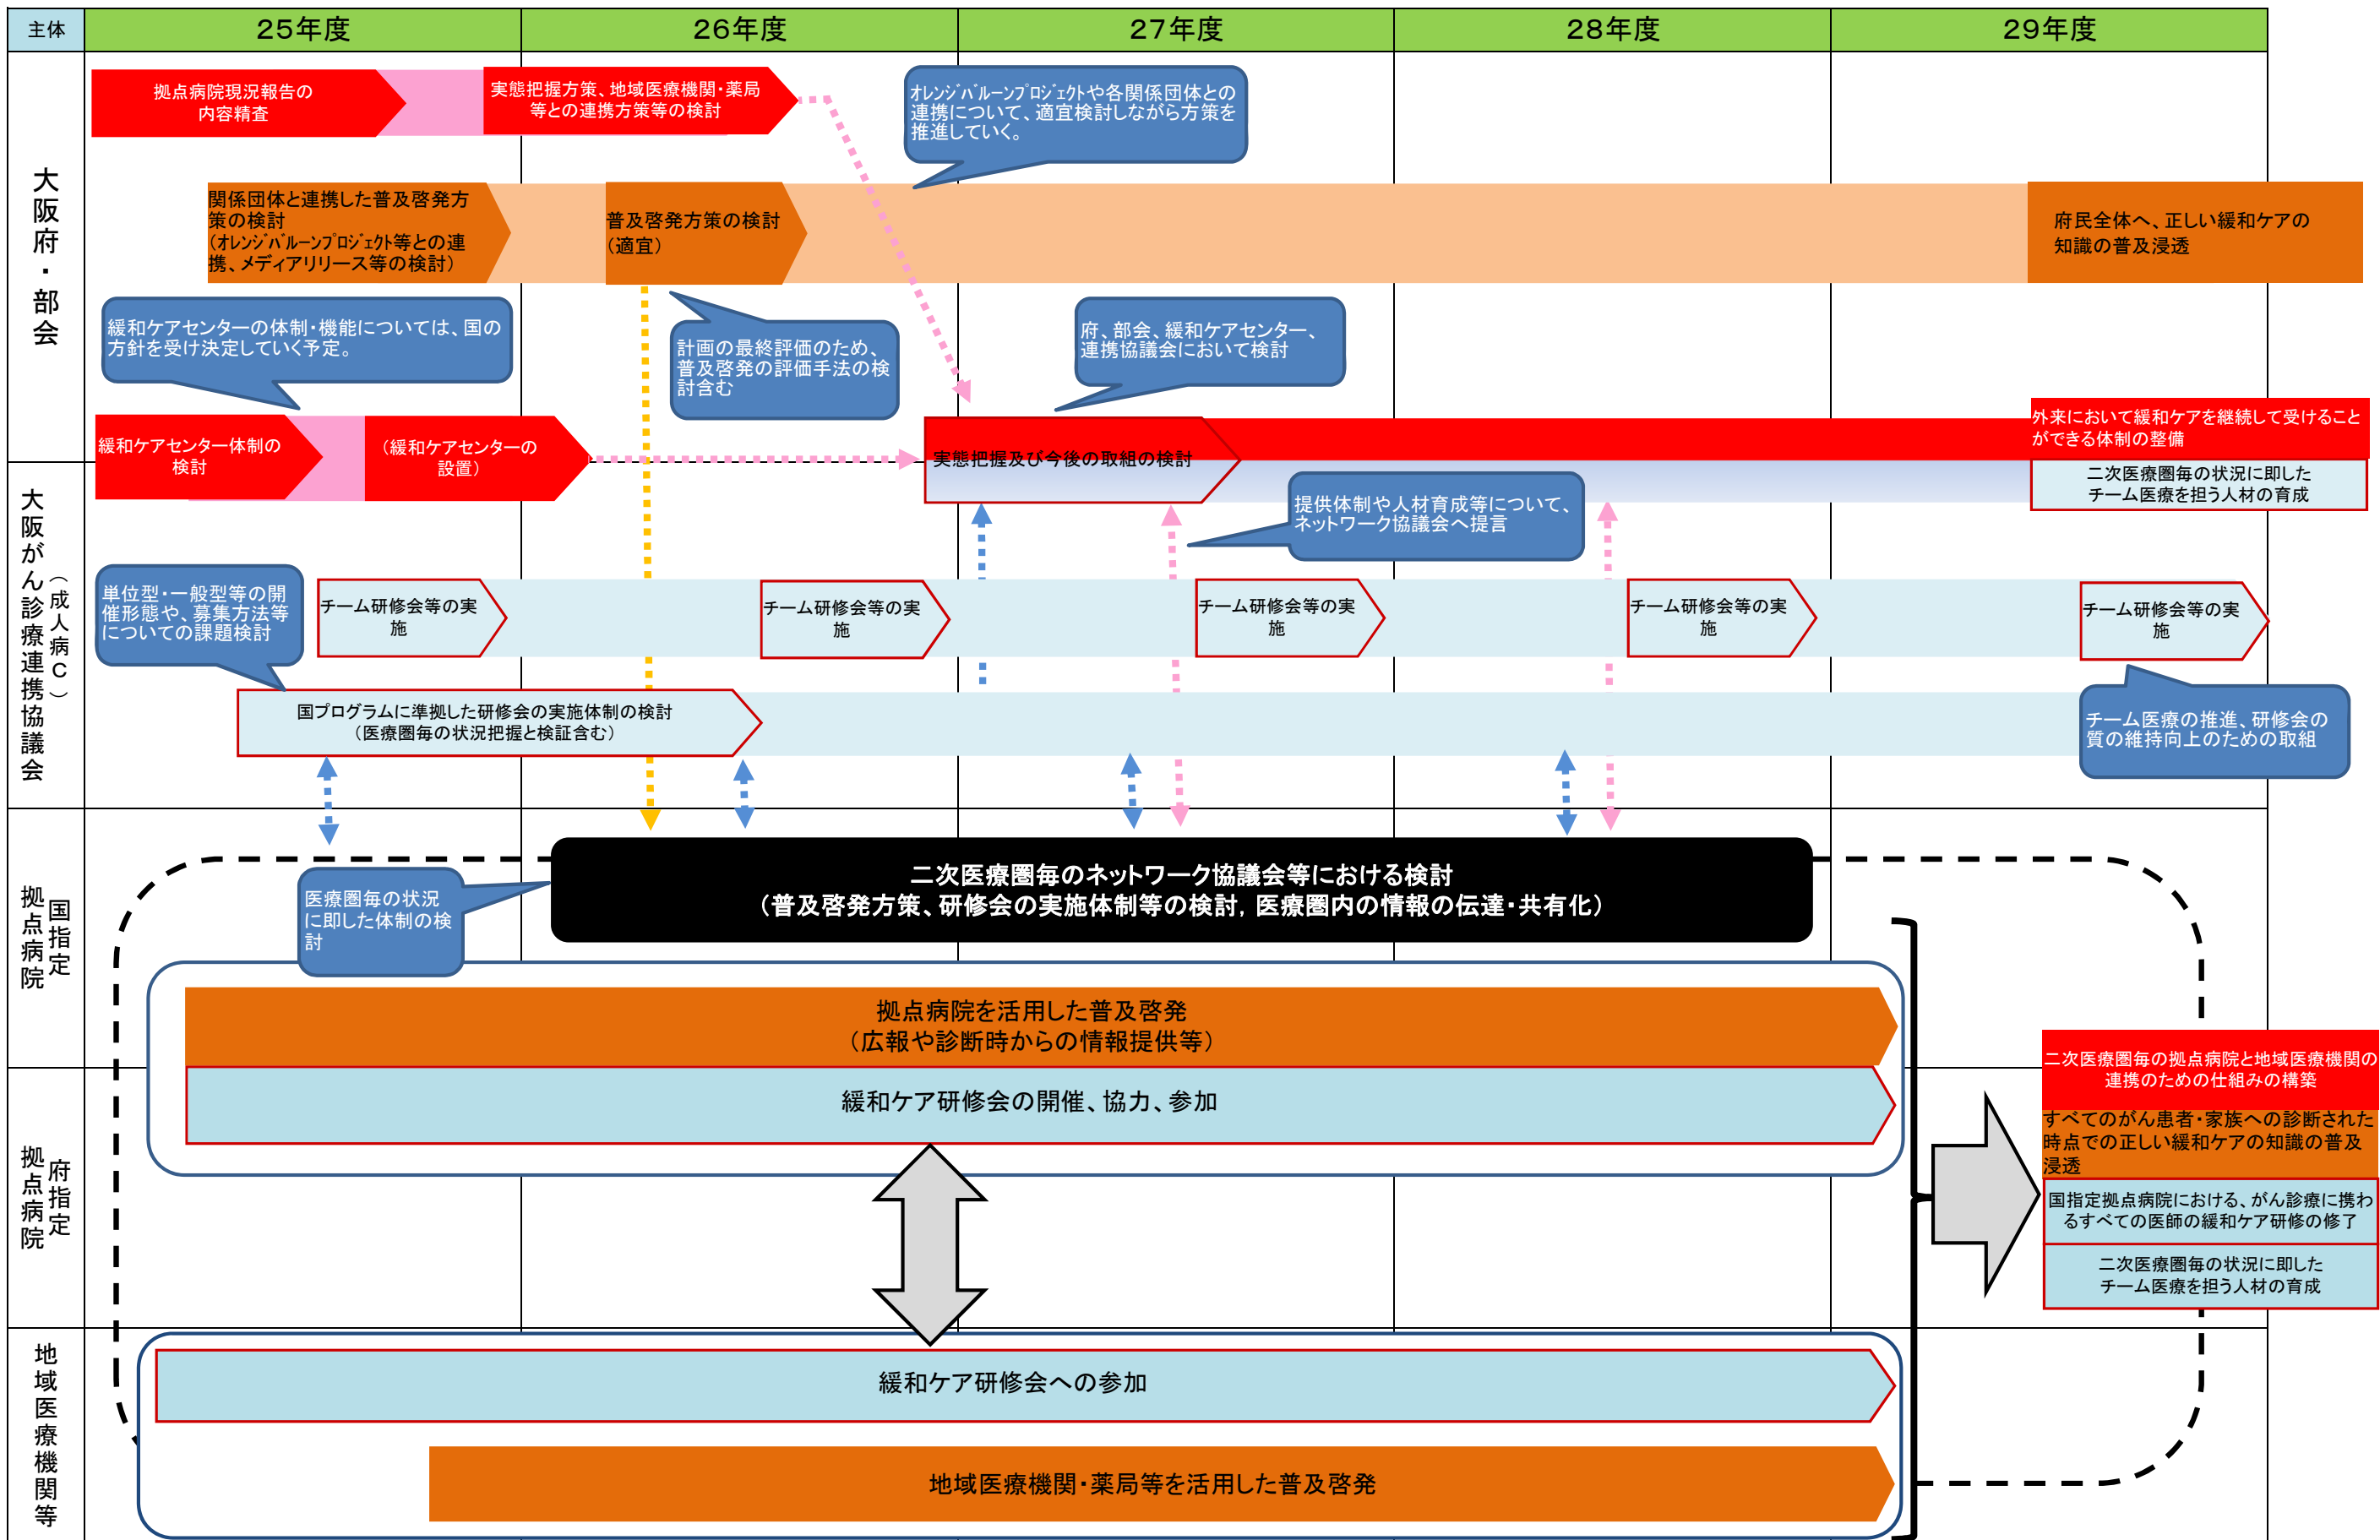 主体
25年度
26年度
27年度
28年度
29年度
大阪府・部会
拠点病院現況報告の
内容精査
実態把握方策、地域医療機関・薬局
等との連携方策等の検討
ｵﾚﾝｼﾞﾊﾞﾙｰﾝﾌﾟﾛｼﾞｪｸﾄや各関係団体との
連携について、適宜検討しながら方策を
推進していく。
関係団体と連携した普及啓発方
策の検討
（ｵﾚﾝｼﾞﾊﾞﾙｰﾝﾌﾟﾛｼﾞｪｸﾄ等との連
携、メディアリリース等の検討）
普及啓発方策の検討
（適宜）
府民全体へ、正しい緩和ケアの
知識の普及浸透
緩和ケアセンターの体制・機能については、国の
方針を受け決定していく予定。
計画の最終評価のため、
普及啓発の評価手法の検
討含む
府、部会、緩和ケアセンター、
連携協議会において検討
緩和ケアセンター体制の
検討
（緩和ケアセンターの
設置）
実態把握及び今後の取組の検討
外来において緩和ケアを継続して受けること
ができる体制の整備
二次医療圏毎の状況に即した
チーム医療を担う人材の育成
大阪がん診療連携協議会
（成人病C）
提供体制や人材育成等について、
ネットワーク協議会へ提言
単位型・一般型等の開
催形態や、募集方法等
についての課題検討
チーム研修会等の実
施
チーム研修会等の実
施
チーム研修会等の実
施
チーム研修会等の実
施
チーム研修会等の実
施
国プログラムに準拠した研修会の実施体制の検討
（医療圏毎の状況把握と検証含む）
チーム医療の推進、研修会の
質の維持向上のための取組
国指定
拠点病院
二次医療圏毎のネットワーク協議会等における検討
（普及啓発方策、研修会の実施体制等の検討，医療圏内の情報の伝達・共有化）
医療圏毎の状況
に即した体制の検
討
拠点病院を活用した普及啓発
（広報や診断時からの情報提供等）
緩和ケア研修会の開催、協力、参加
府指定
拠点病院
二次医療圏毎の拠点病院と地域医療機関の
連携のための仕組みの構築
すべてのがん患者・家族への診断された
時点での正しい緩和ケアの知識の普及
浸透
国指定拠点病院における、がん診療に携わ
るすべての医師の緩和ケア研修の修了
二次医療圏毎の状況に即した
チーム医療を担う人材の育成
地域医療機関等
緩和ケア研修会への参加
地域医療機関・薬局等を活用した普及啓発